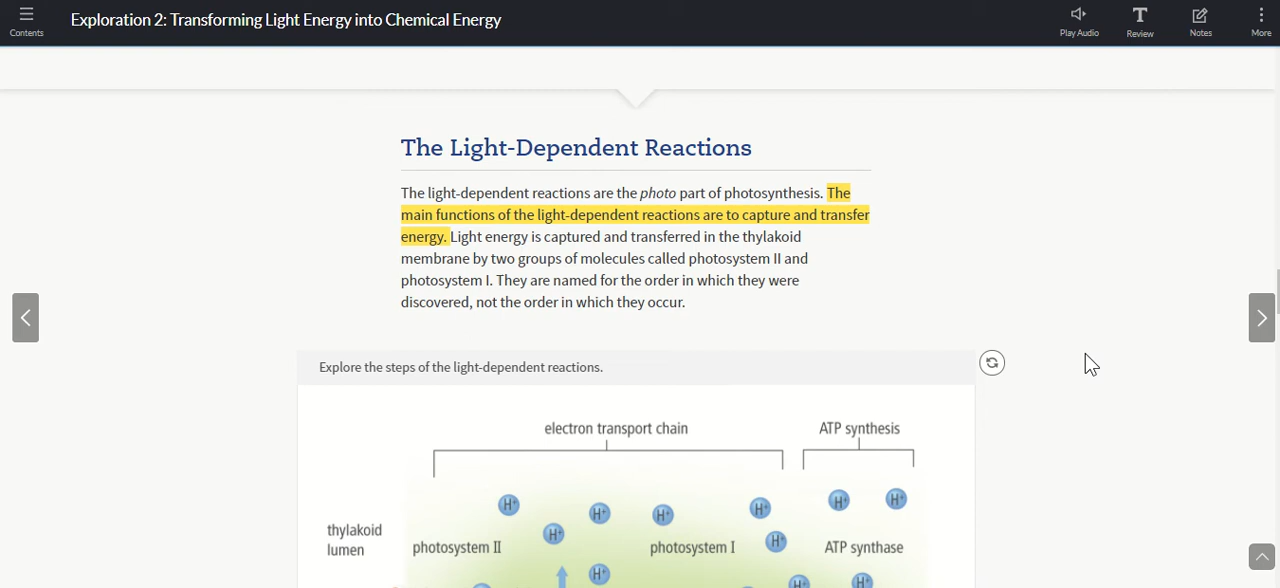 Contents
Exploration 2: Transforming Light Energy into Chemical Energy
Play Audio
Review
Notes
More
The Light-Dependent Reactions
The light-dependent reactions are the photo part of photosynthesis. The
main functions of the light-dependent reactions are to capture and transfer
energy. Light energy is captured and transferred in the thylakoid
membrane by two groups of molecules called photosystem II and
photosystem I. They are named for the order in which they were
discovered, not the order in which they occur.
Explore the steps of the light-dependent reactions.
electron transport chain
ATP synthesis
H+ H+ H+ H+ H+ H+
H+ H+
thylakoid
lumen
photosystem II
photosystem I
ATP synthase
H+ H+ H+